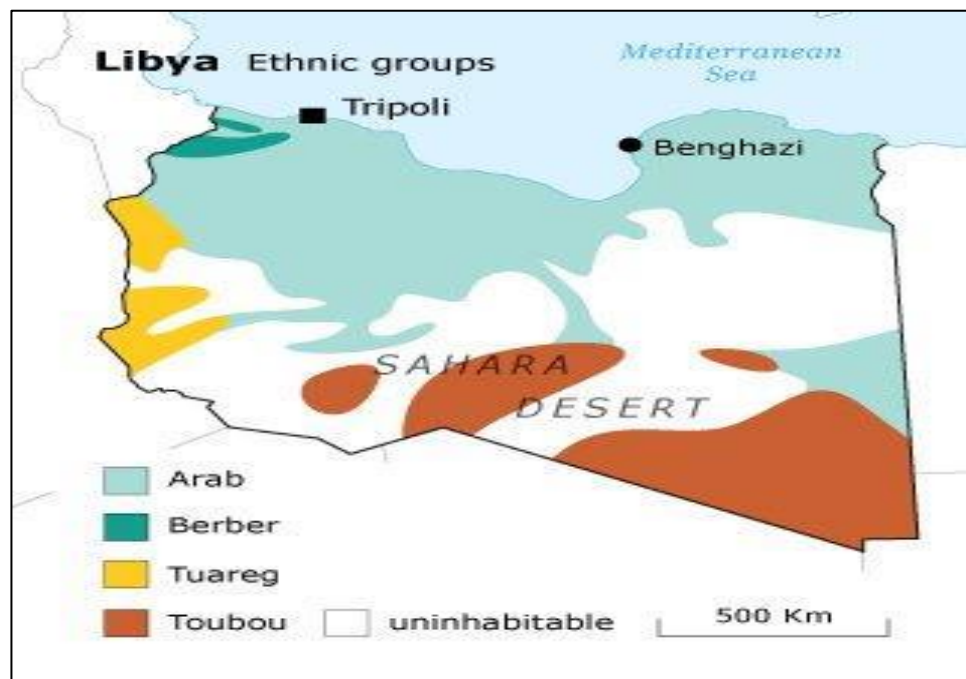 Libya Ethnic groups
Mediterranean
Sea
Tripoli
Benghazi
SAHARA
DESERT
Arab
Berber
Tuareg
Toubou
uninhabitable
500 Km